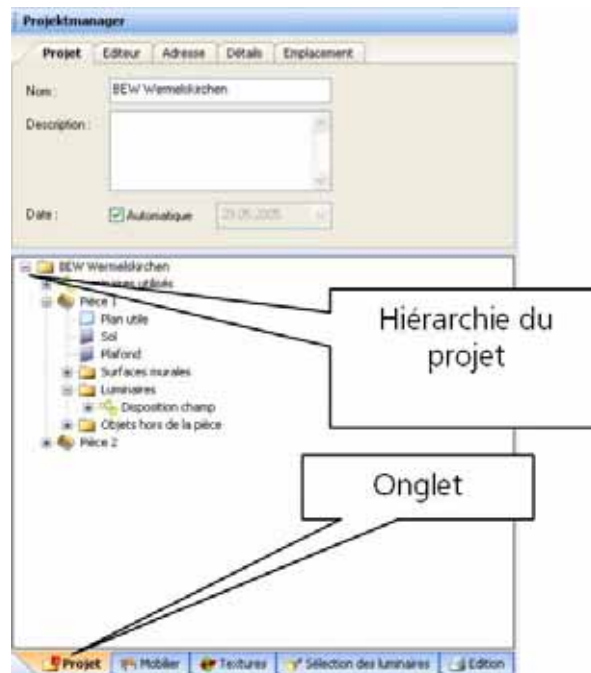 Projektmanager
Projet Editeur Adresse Détails Emplacement
Nom : BEW Wermelskirchen
Description :
Date : Automatique 23.05.2005
BEW Wermelskirchen
utilisés
Pièce 1
Plan utile
Sol
Plafond
Surfaces murales
Luminaires
Disposition champ
Objets hors de la pièce
Pièce 2
Hiérarchie du
projet
Onglet
Projet Mobilier Textures Sélection des luminaires Edition